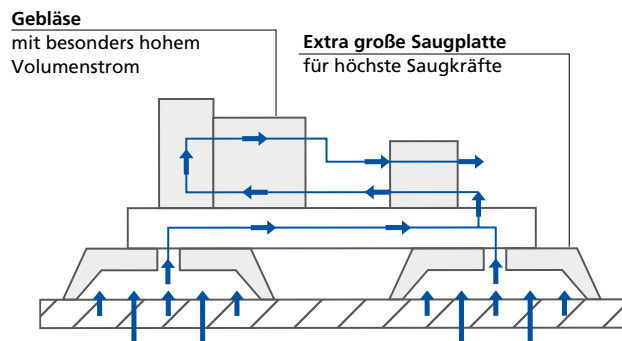 Gebläse
mit besonders hohem
Volumenstrom
Extra große Saugplatte
für höchste Saugkräfte